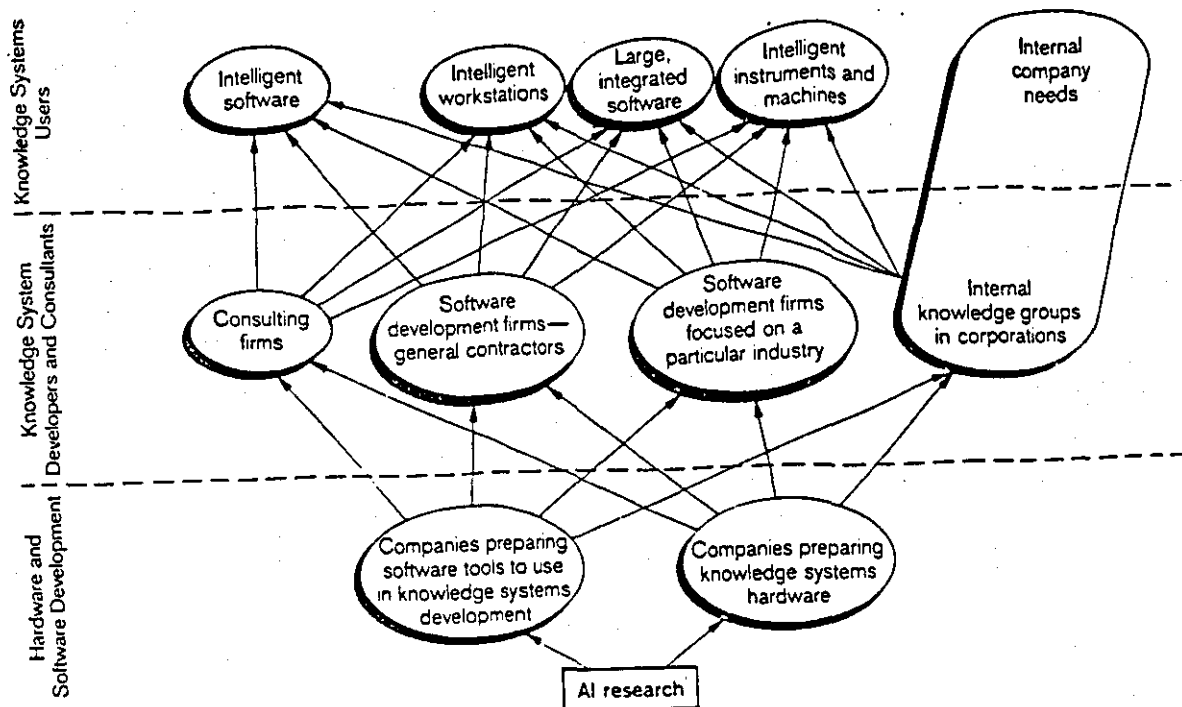 Knowledge Systems
Users
Intelligent
software
Intelligent
workstations
Large,
integrated
software
Intelligent
instruments and
machines
Internal
company
needs
Knowledge System
Developers and Consultants
Consulting
firms
Software
development firms—
general contractors
Software
development firms
focused on a
particular industry
Internal
knowledge groups
in corporations
Hardware and
Software Development
Companies preparing
software tools to use
in knowledge systems
development
Companies preparing
knowledge systems
hardware
AI research